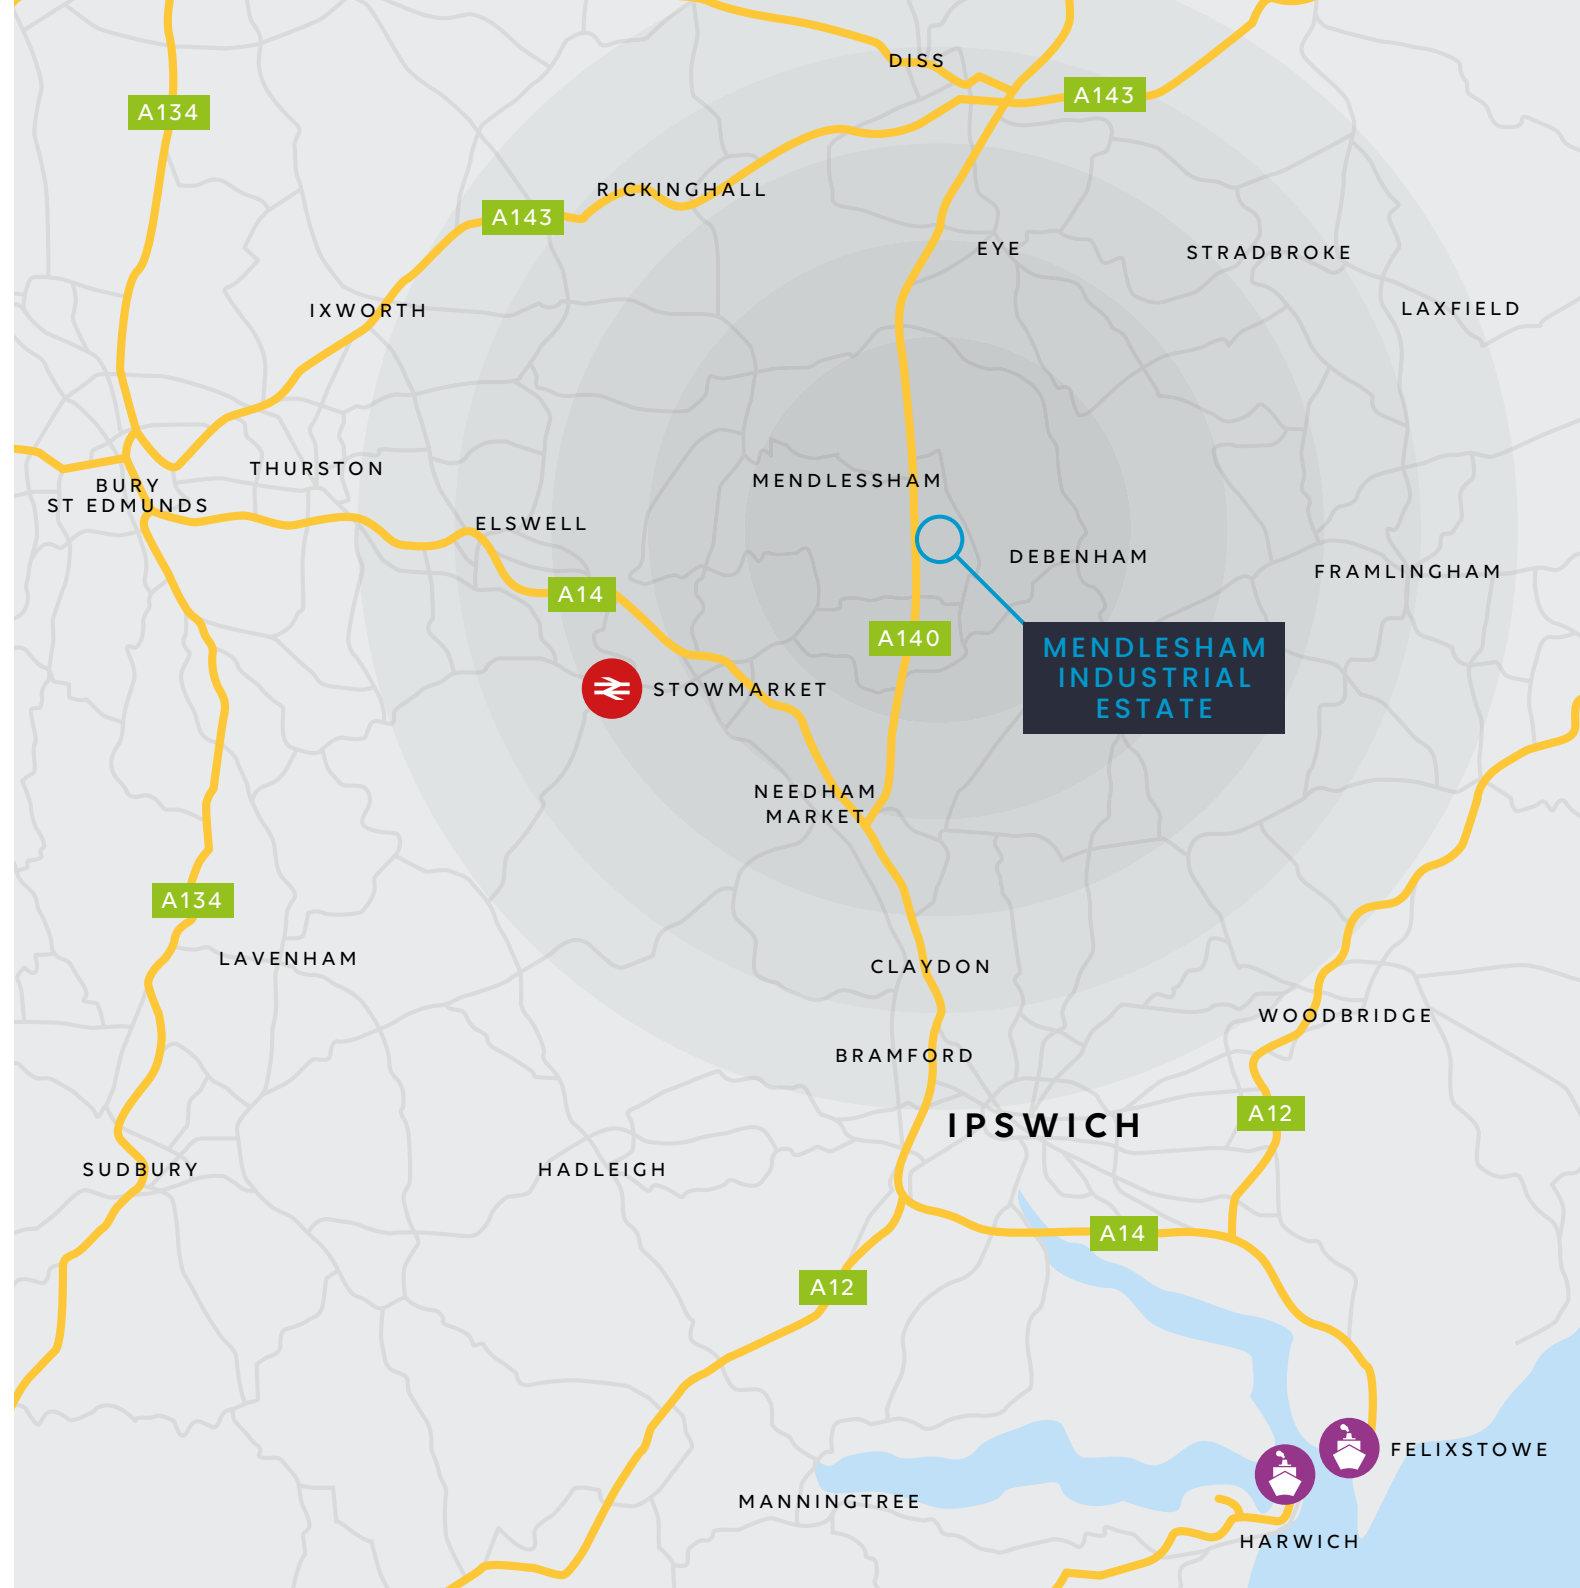 DISS
A143
A134
RICKINGHALL
A143
EYE
STRADBROKE
IXWORTH
LAXFIELD
THURSTON
MENDLESSHAM
BURY
ST EDMUNDS
ELSWELL
DEBENHAM
FRAMLINGHAM
A14
A140
MENDLESHAM
INDUSTRIAL
ESTATE
STOWMARKET
NEEDHAM
MARKET
A134
LAVENHAM
CLAYDON
WOODBRIDGE
BRAMFORD
A12
IPSWICH
SUDBURY
HADLEIGH
A14
A12
FELIXSTOWE
MANNINGTREE
HARWICH